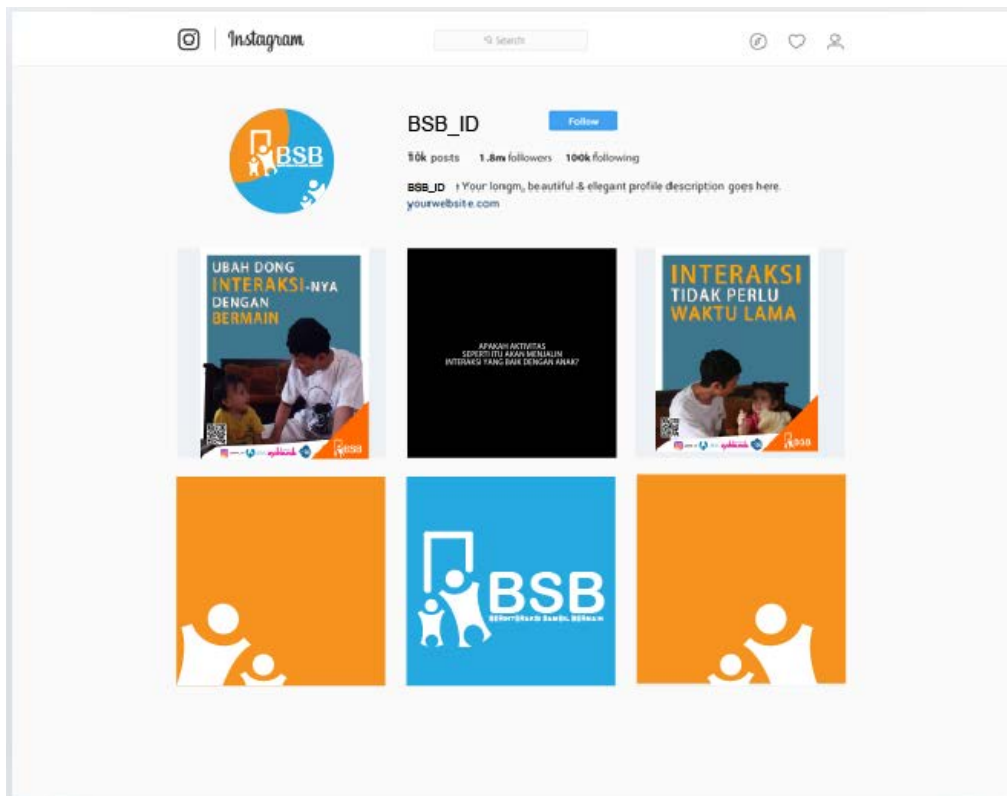 Instagram
Search
BSB
BSB_ID
Follow
10k posts 1.8m followers 100k following
BSB_ID Your longm, beautiful & elegant profile description goes here.
yourwebsite.com
UBAH DONG
INTERAKSI-NYA
DENGAN
BERMAIN
BSB
APAKAH AKTIVITAS
SEPERTI ITU AKAN MENJALIN
INTERAKSI YANG BAIK DENGAN ANAK?
INTERAKSI
TIDAK PERLU
WAKTU LAMA
BSB
BSB
BERINTERAKSI SAMBIL BERMAIN